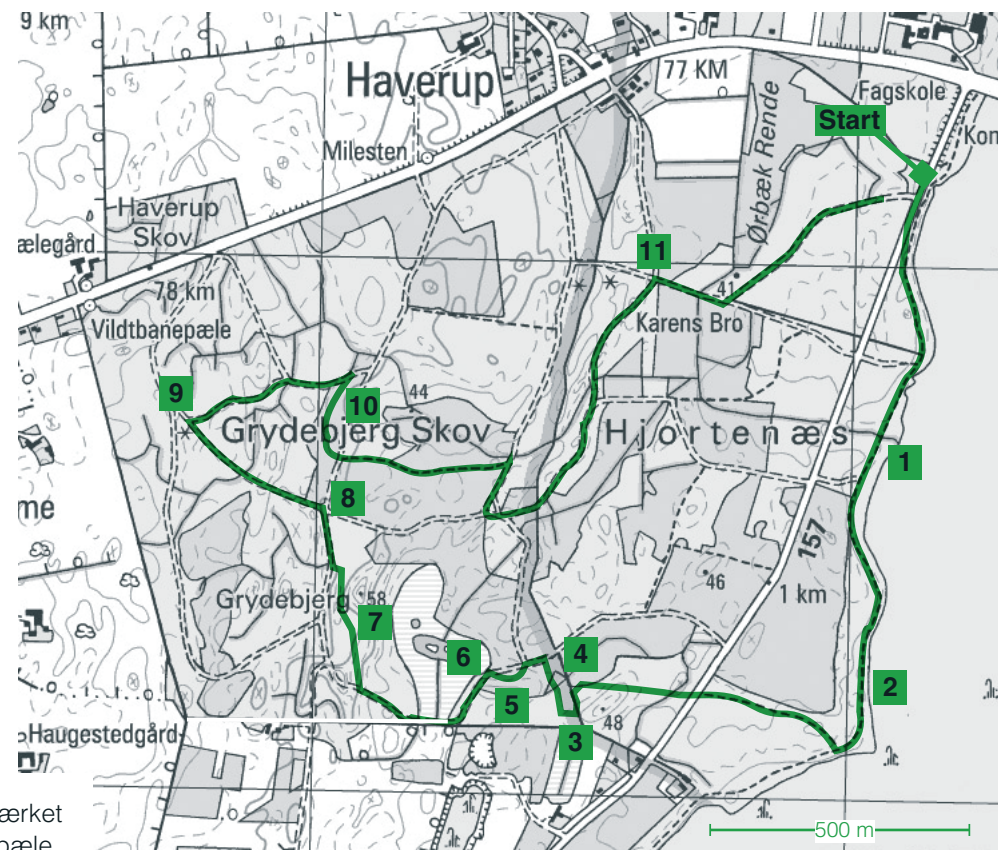 9 km
Haverup
77 KM
Fagskole
Start
Kon
Milesten
Ørbæk Rende
Haverup
Skov
ælegård
78 km
Vildtbanepæle
11
41
Karens Bro
9
10
44
Grydebjerg Skov
Hjortenæs
1
8
me
157
46
1 km
Grydebjerg
58
7
6
4
5
2
48
3
Haugestedgård
ærket
pæle
500 m